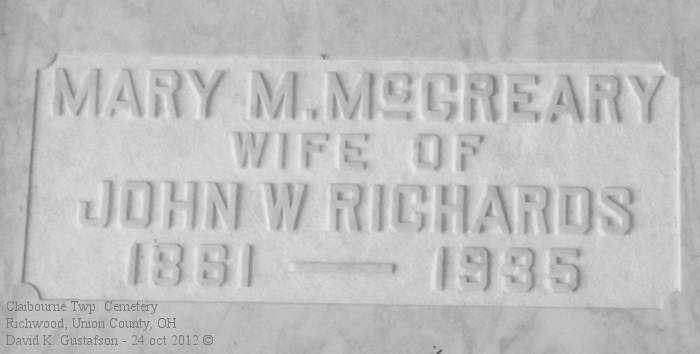 MARY M. McCREARY
WIFE OF
JOHN W RICHARDS
1861 — 1935
Claibourne Twp Cemetery
Richwood, Union County, OH
David K. Gustafson - 24 oct 2012 ©